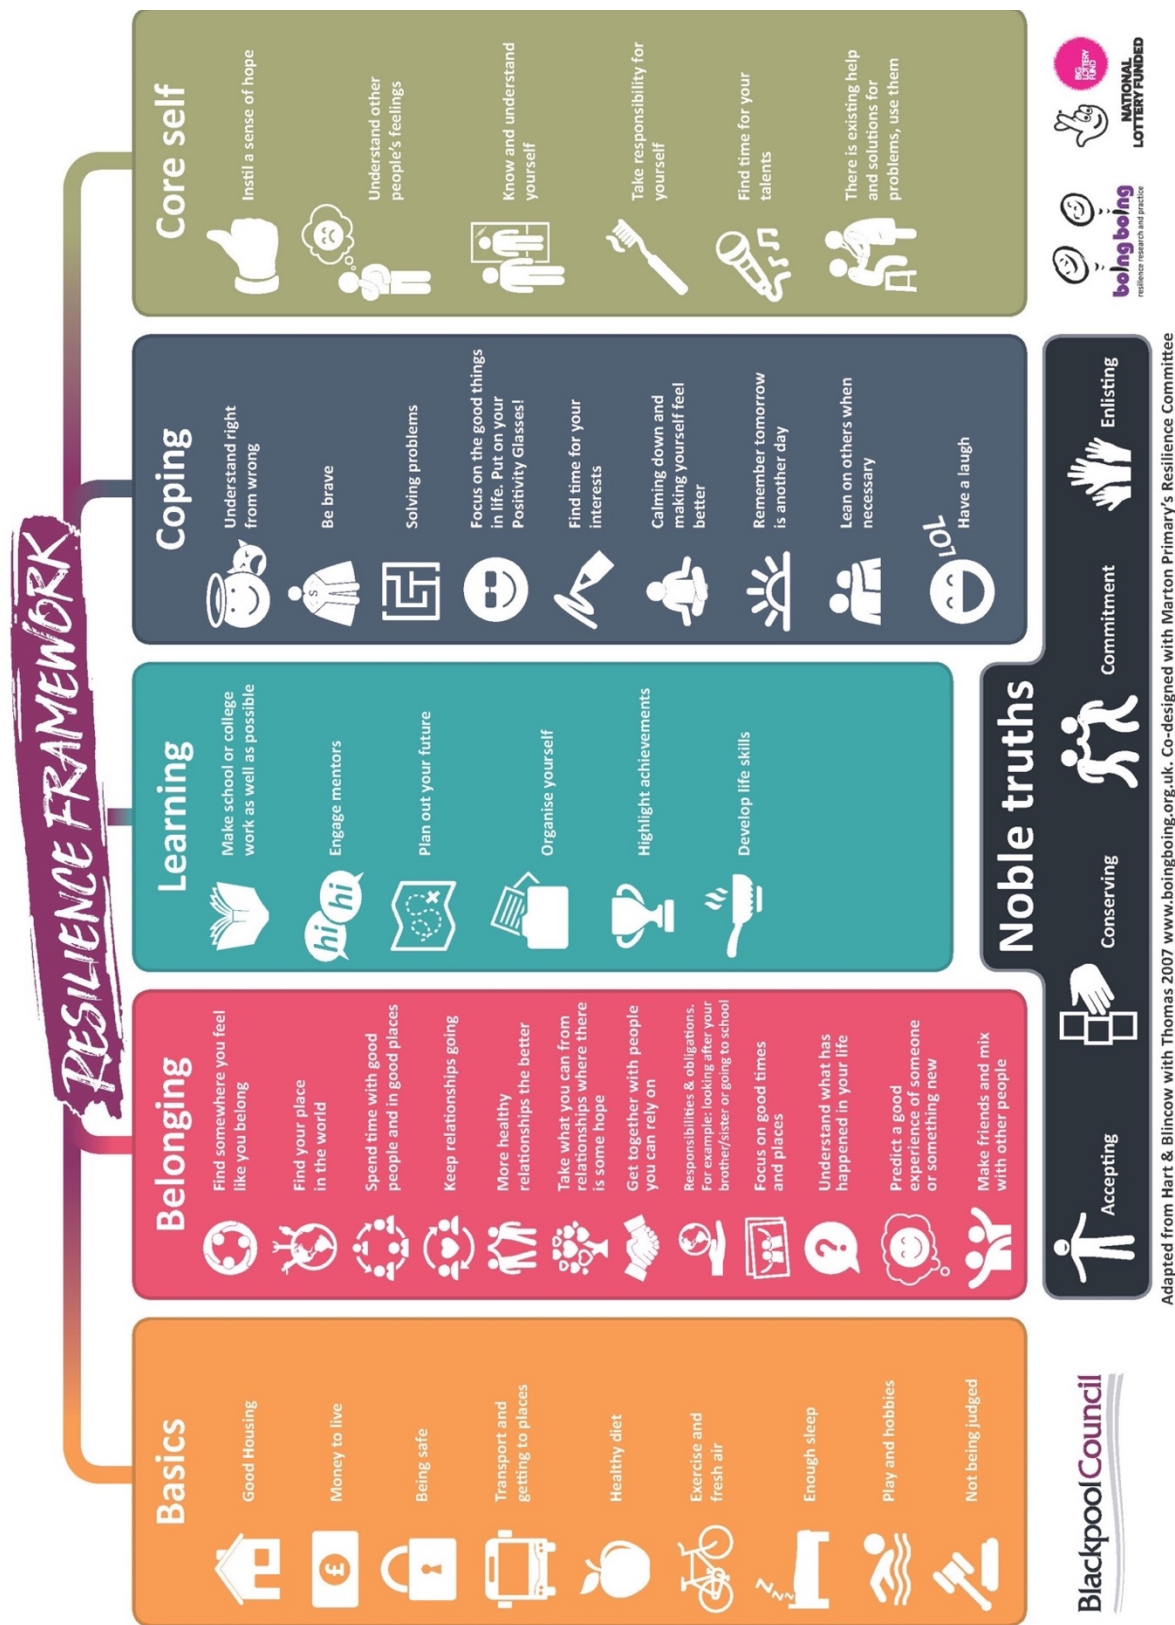 RESILIENCE FRAMEWORK
Basics
Good Housing
£
Money to live
Being safe
Transport and
getting to places
Healthy diet
Exercise and
fresh air
Z Z Z Z
Enough sleep
Play and hobbies
Not being judged
Belonging
Find somewhere you feel
like you belong
Find your place
in the world
Spend time with good
people and in good places
Keep relationships going
More healthy
relationships the better
Take what you can from
relationships where there
is some hope
Get together with people
you can rely on
Responsibilities & obligations.
For example: looking after your
brother/sister or going to school
Focus on good times
and places
?
Understand what has
happened in your life
Predict a good
experience of someone
or something new
Make friends and mix
with other people
Learning
Make school or college
work as well as possible
hi hi
Engage mentors
Plan out your future
Organise yourself
Highlight achievements
Develop life skills
Coping
Understand right
from wrong
S
Be brave
Solving problems
Focus on the good things
in life. Put on your
Positivity Glasses!
Find time for your
interests
Calming down and
making yourself feel
better
Remember tomorrow
is another day
Lean on others when
necessary
LOL
Have a laugh
Core self
Instil a sense of hope
Understand other
people's feelings
Know and understand
yourself
Take responsibility for
yourself
Find time for your
talents
There is existing help
and solutions for
problems, use them
Noble truths
Accepting
Conserving
Commitment
Enlisting
BlackpoolCouncil
boingboing
resilience research and practice
BIG
LOTTERY
FUND
NATIONAL
LOTTERY FUNDED
Adapted from Hart & Blincow with Thomas 2007 www.boingboing.org.uk. Co-designed with Marton Primary's Resilience Committee